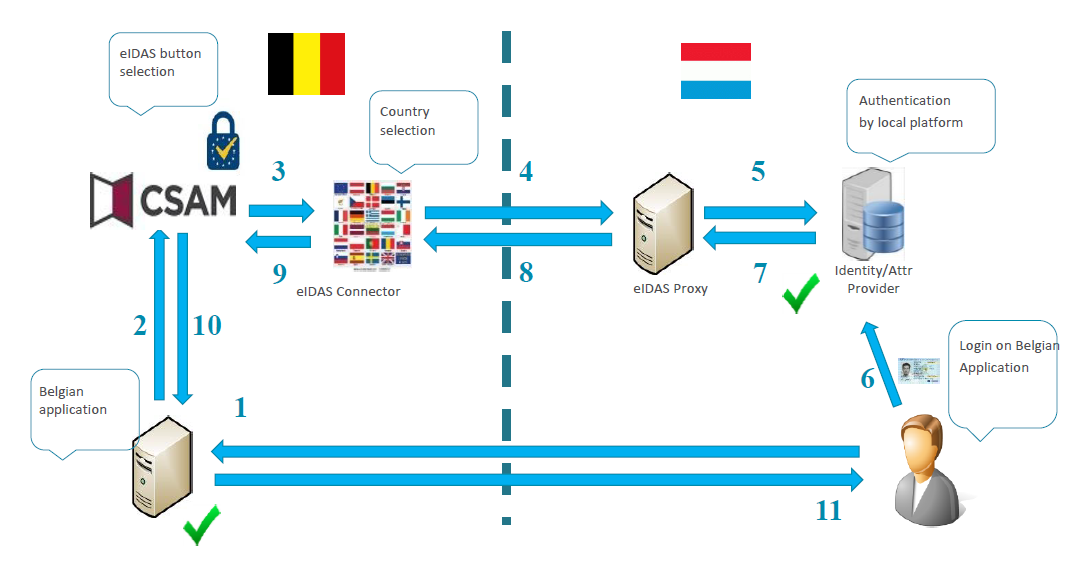 eIDAS button
selection
Country
selection
Authentication
by local platform
CSAM
3
4
5
9
8
7
eIDAS Connector
eIDAS Proxy
Identity/Attr
Provider
2
10
6
Login on Belgian
Application
Belgian
application
1
11